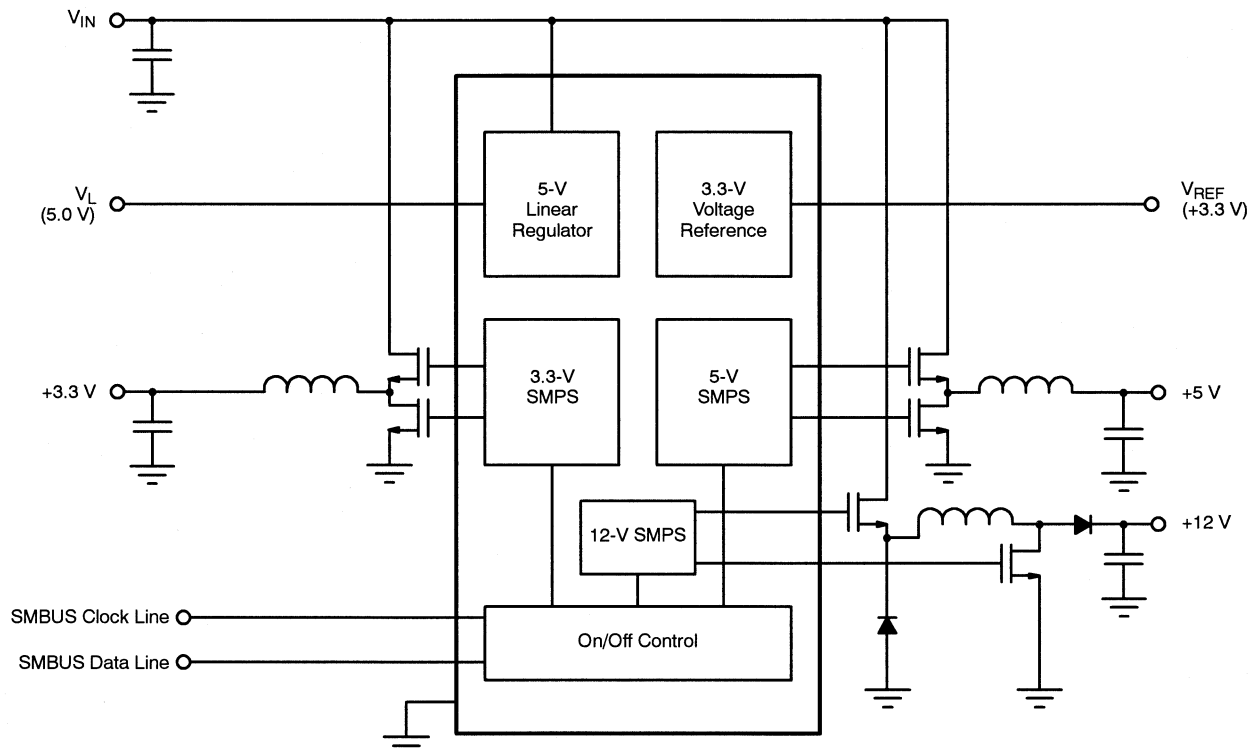 VIN
VL
(5.0 V)
5-V
Linear
Regulator
3.3-V
Voltage
Reference
VREF
(+3.3 V)
+3.3 V
3.3-V
SMPS
5-V
SMPS
+5 V
12-V SMPS
+12 V
SMBUS Clock Line
SMBUS Data Line
On/Off Control